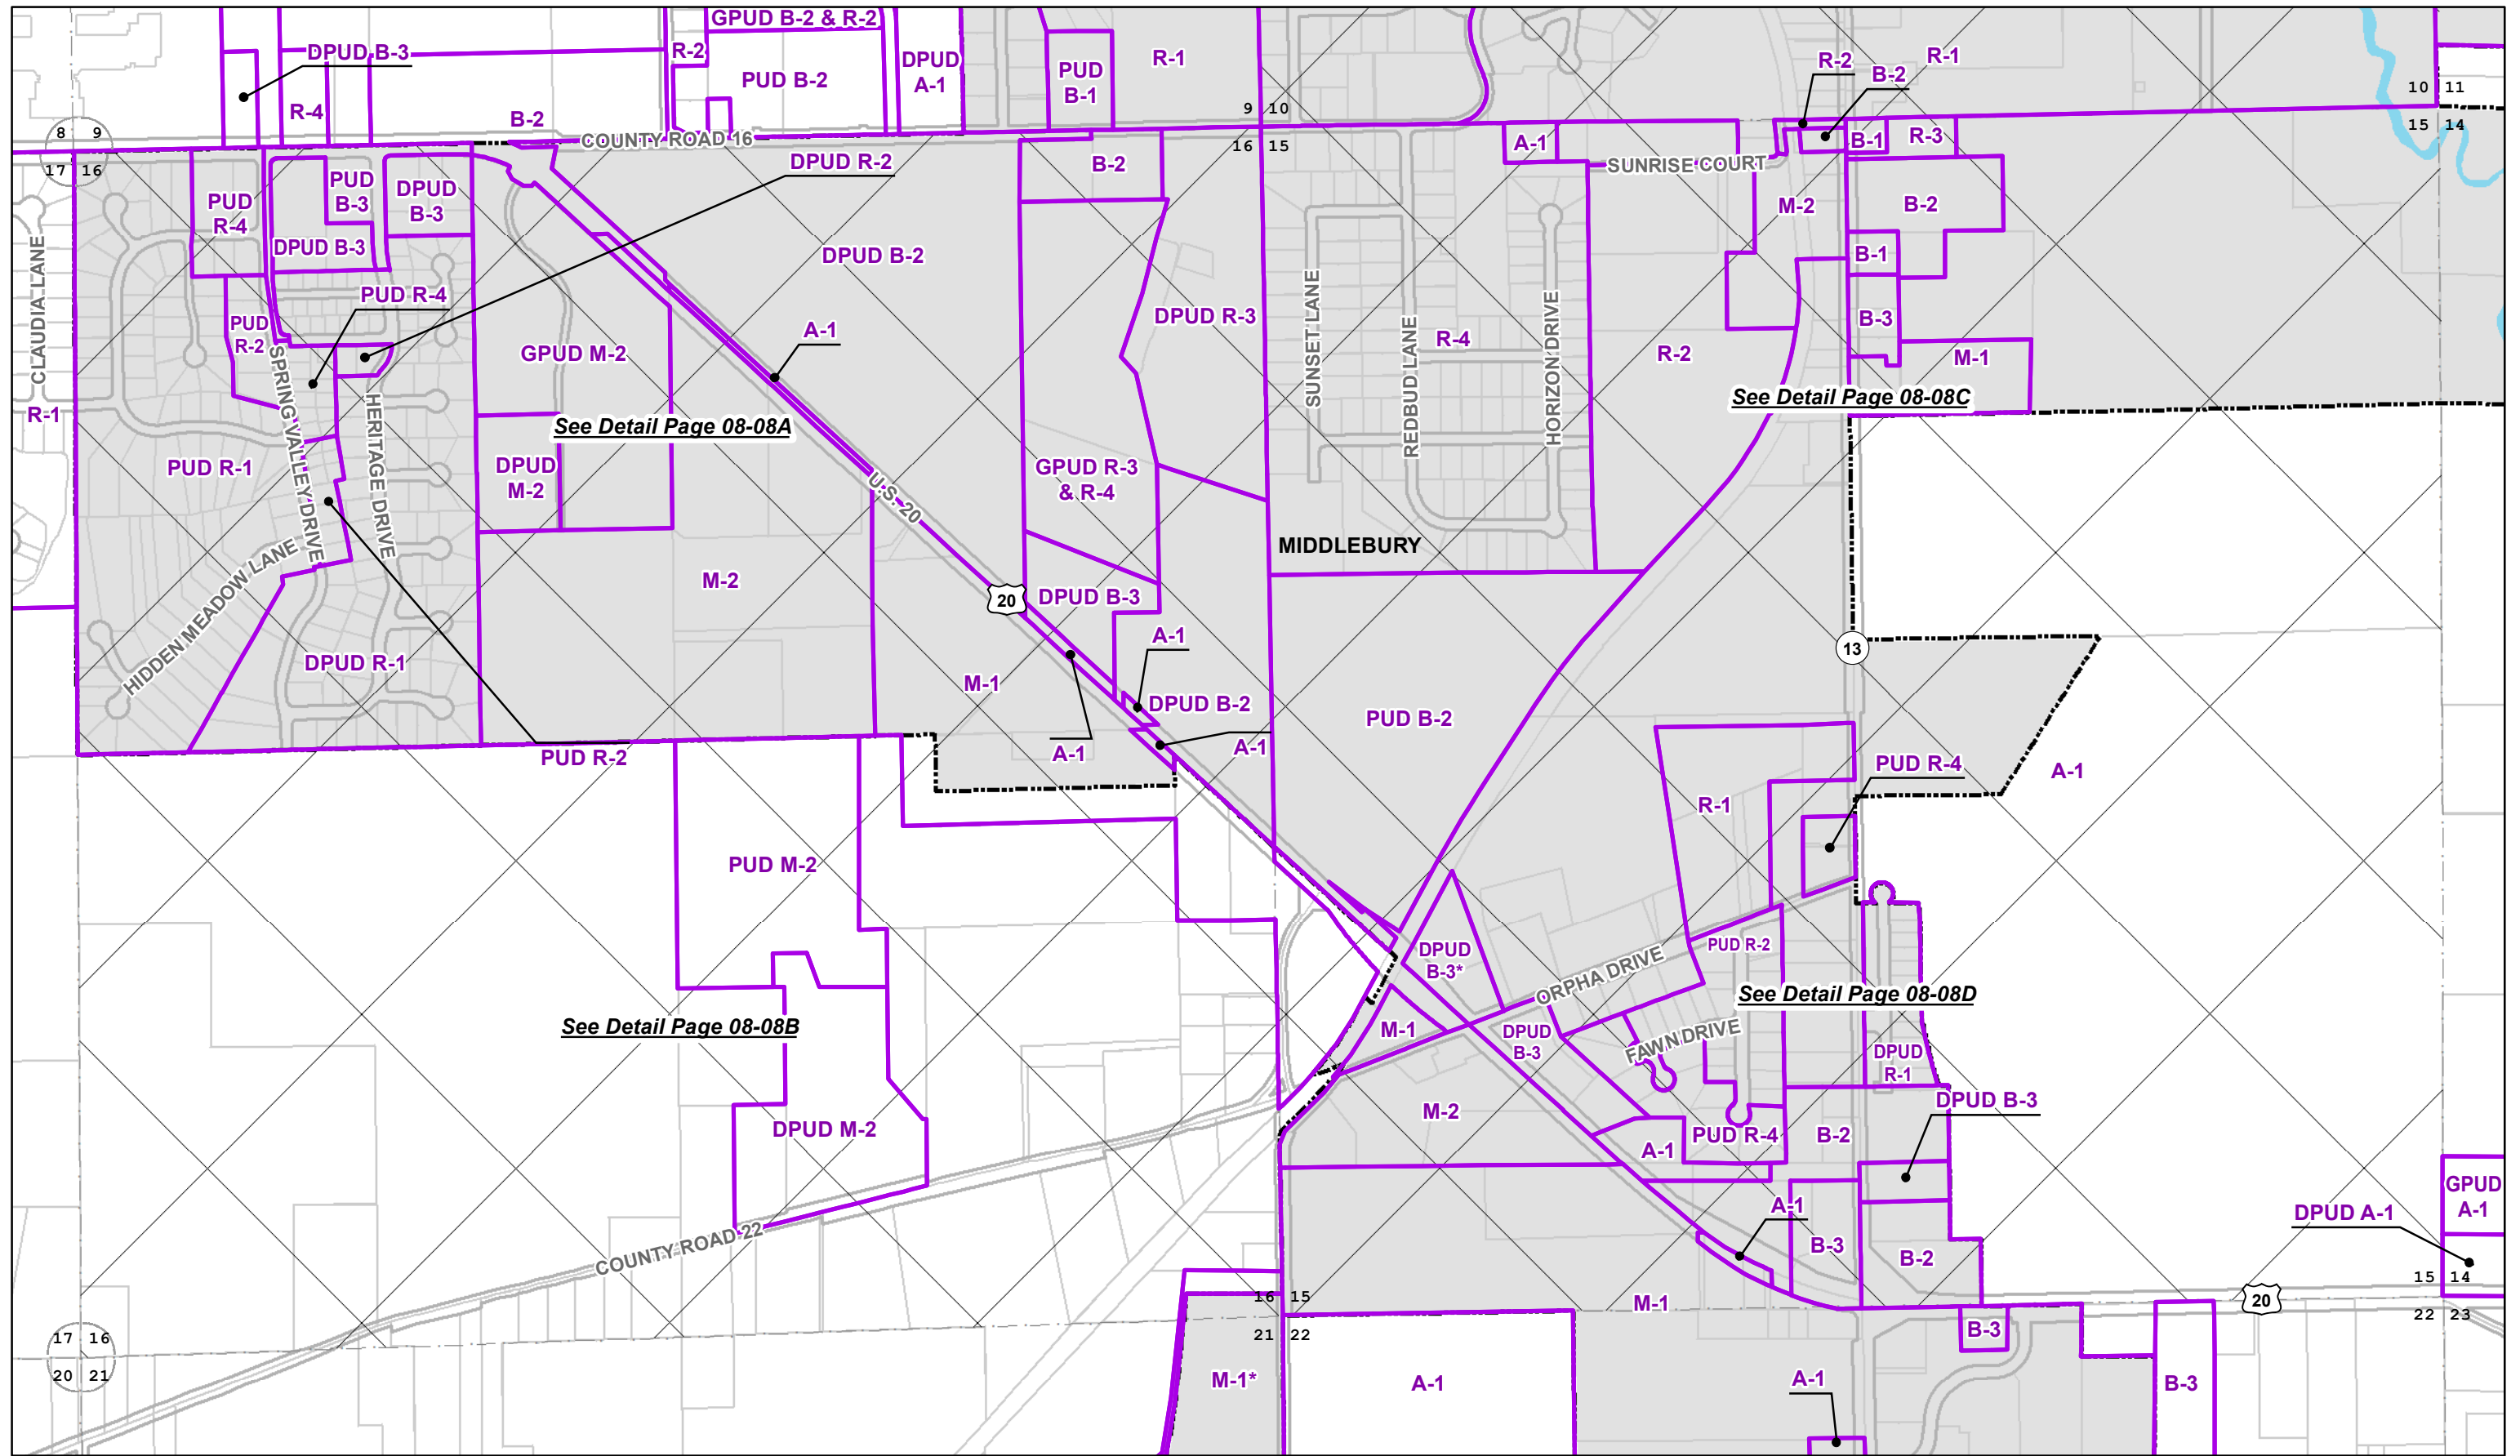 GPUD B-2 & R-2
DPUD B-3
R-2
PUD B-2
DPUD
A-1
PUD
B-1
R-1
R-2
B-2
R-1
10 11
15 14
R-4
B-2
9 10
16 15
8 9
17 16
COUNTY ROAD 16
DPUD R-2
B-2
A-1
SUNRISE COURT
B-1
R-3
PUD
R-4
PUD
B-3
DPUD
B-3
DPUD B-3
DPUD B-2
M-2
B-2
B-1
CLAUDIA LANE
PUD R-4
PUD
R-2
A-1
DPUD R-3
SUNSET LANE
REDBUD LANE
R-4
HORIZON DRIVE
R-2
B-3
M-1
GPUD M-2
SPRING VALLEY DRIVE
HERITAGE DRIVE
See Detail Page 08-08C
R-1
See Detail Page 08-08A
PUD R-1
DPUD
M-2
GPUD R-3
& R-4
U.S. 20
MIDDLEBURY
HIDDEN MEADOW LANE
M-2
20
DPUD B-3
A-1
13
DPUD R-1
M-1
DPUD B-2
PUD B-2
A-1
A-1
PUD R-2
PUD R-4
A-1
R-1
PUD M-2
DPUD
B-3*
PUD R-2
ORPHA DRIVE
See Detail Page 08-08D
See Detail Page 08-08B
M-1
DPUD
B-3
FAWN DRIVE
DPUD
R-1
DPUD B-3
M-2
DPUD M-2
A-1
PUD R-4
B-2
GPUD
A-1
DPUD A-1
A-1
B-3
B-2
COUNTY ROAD 22
15 14
22 23
16 15
21 22
M-1
20
B-3
17 16
20 21
M-1*
A-1
A-1
B-3